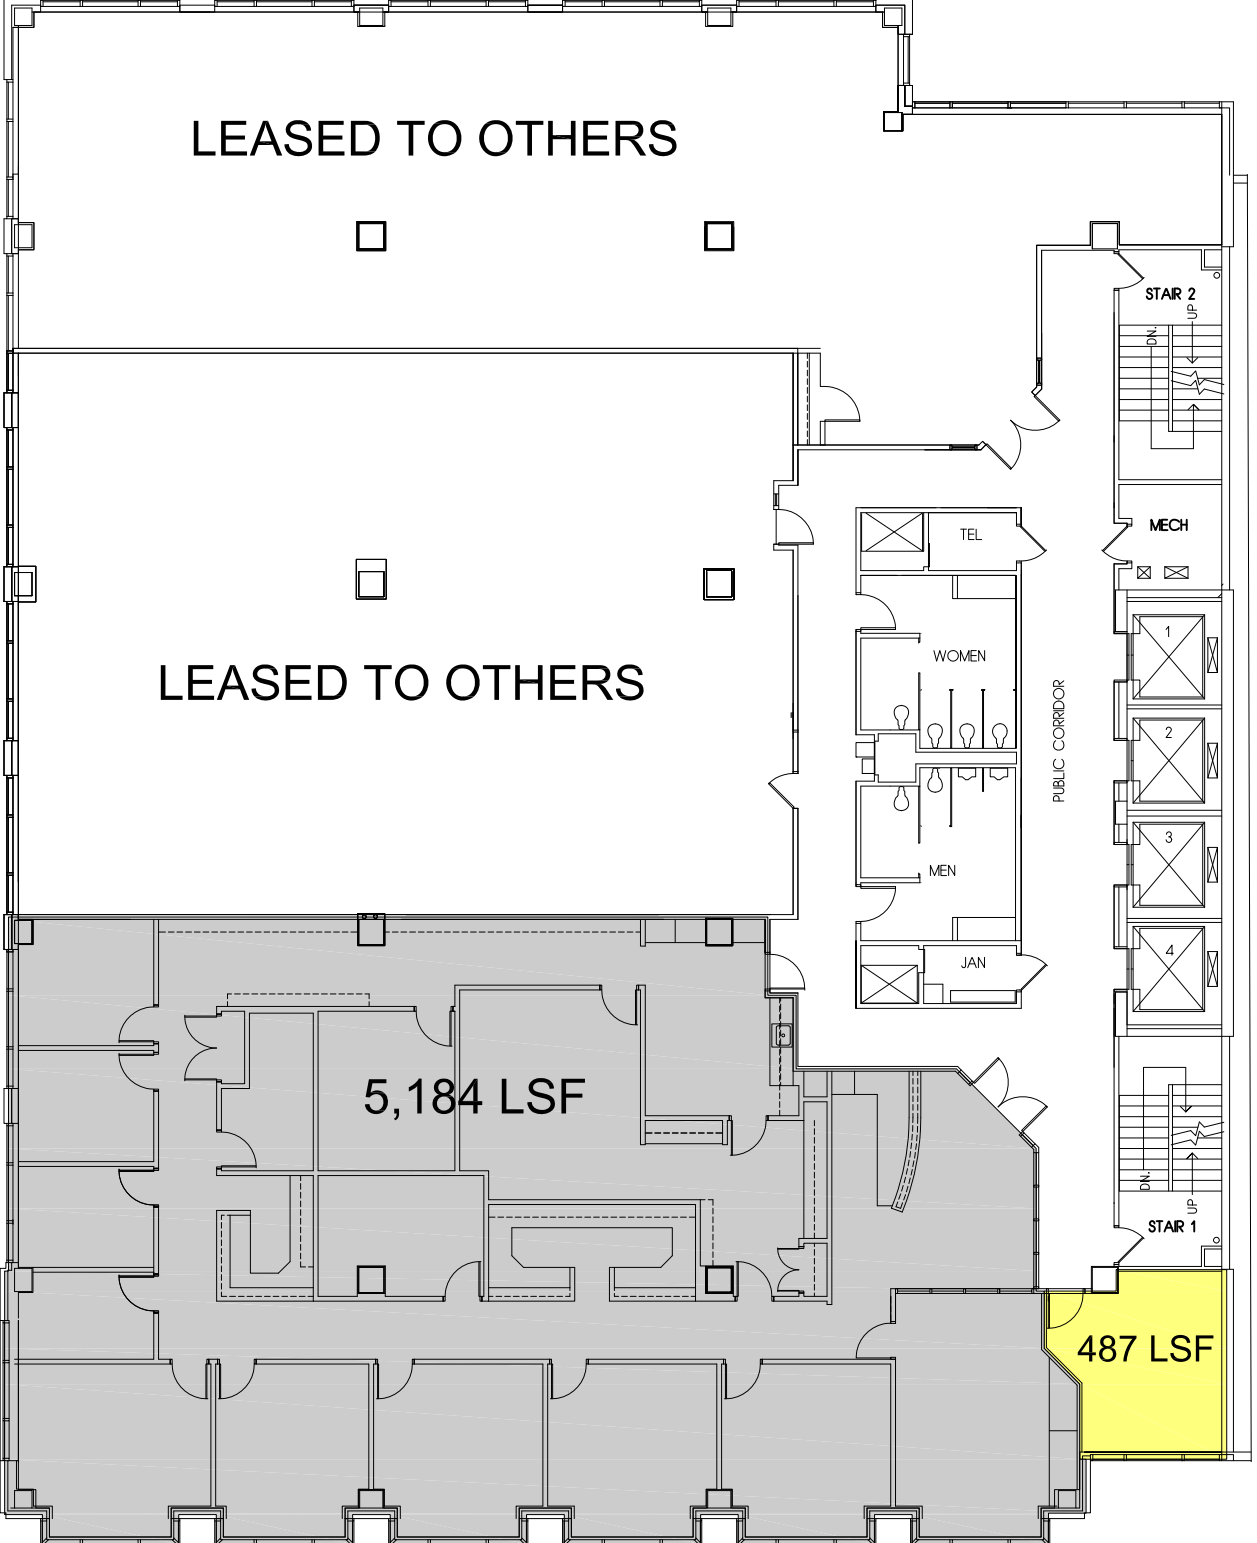 LEASED TO OTHERS
STAIR 2
UP
DN.
MECH
TEL
1
WOMEN
LEASED TO OTHERS
PUBLIC CORRIDOR
2
3
MEN
4
JAN
5,184 LSF
DN.
UP
STAIR 1
487 LSF